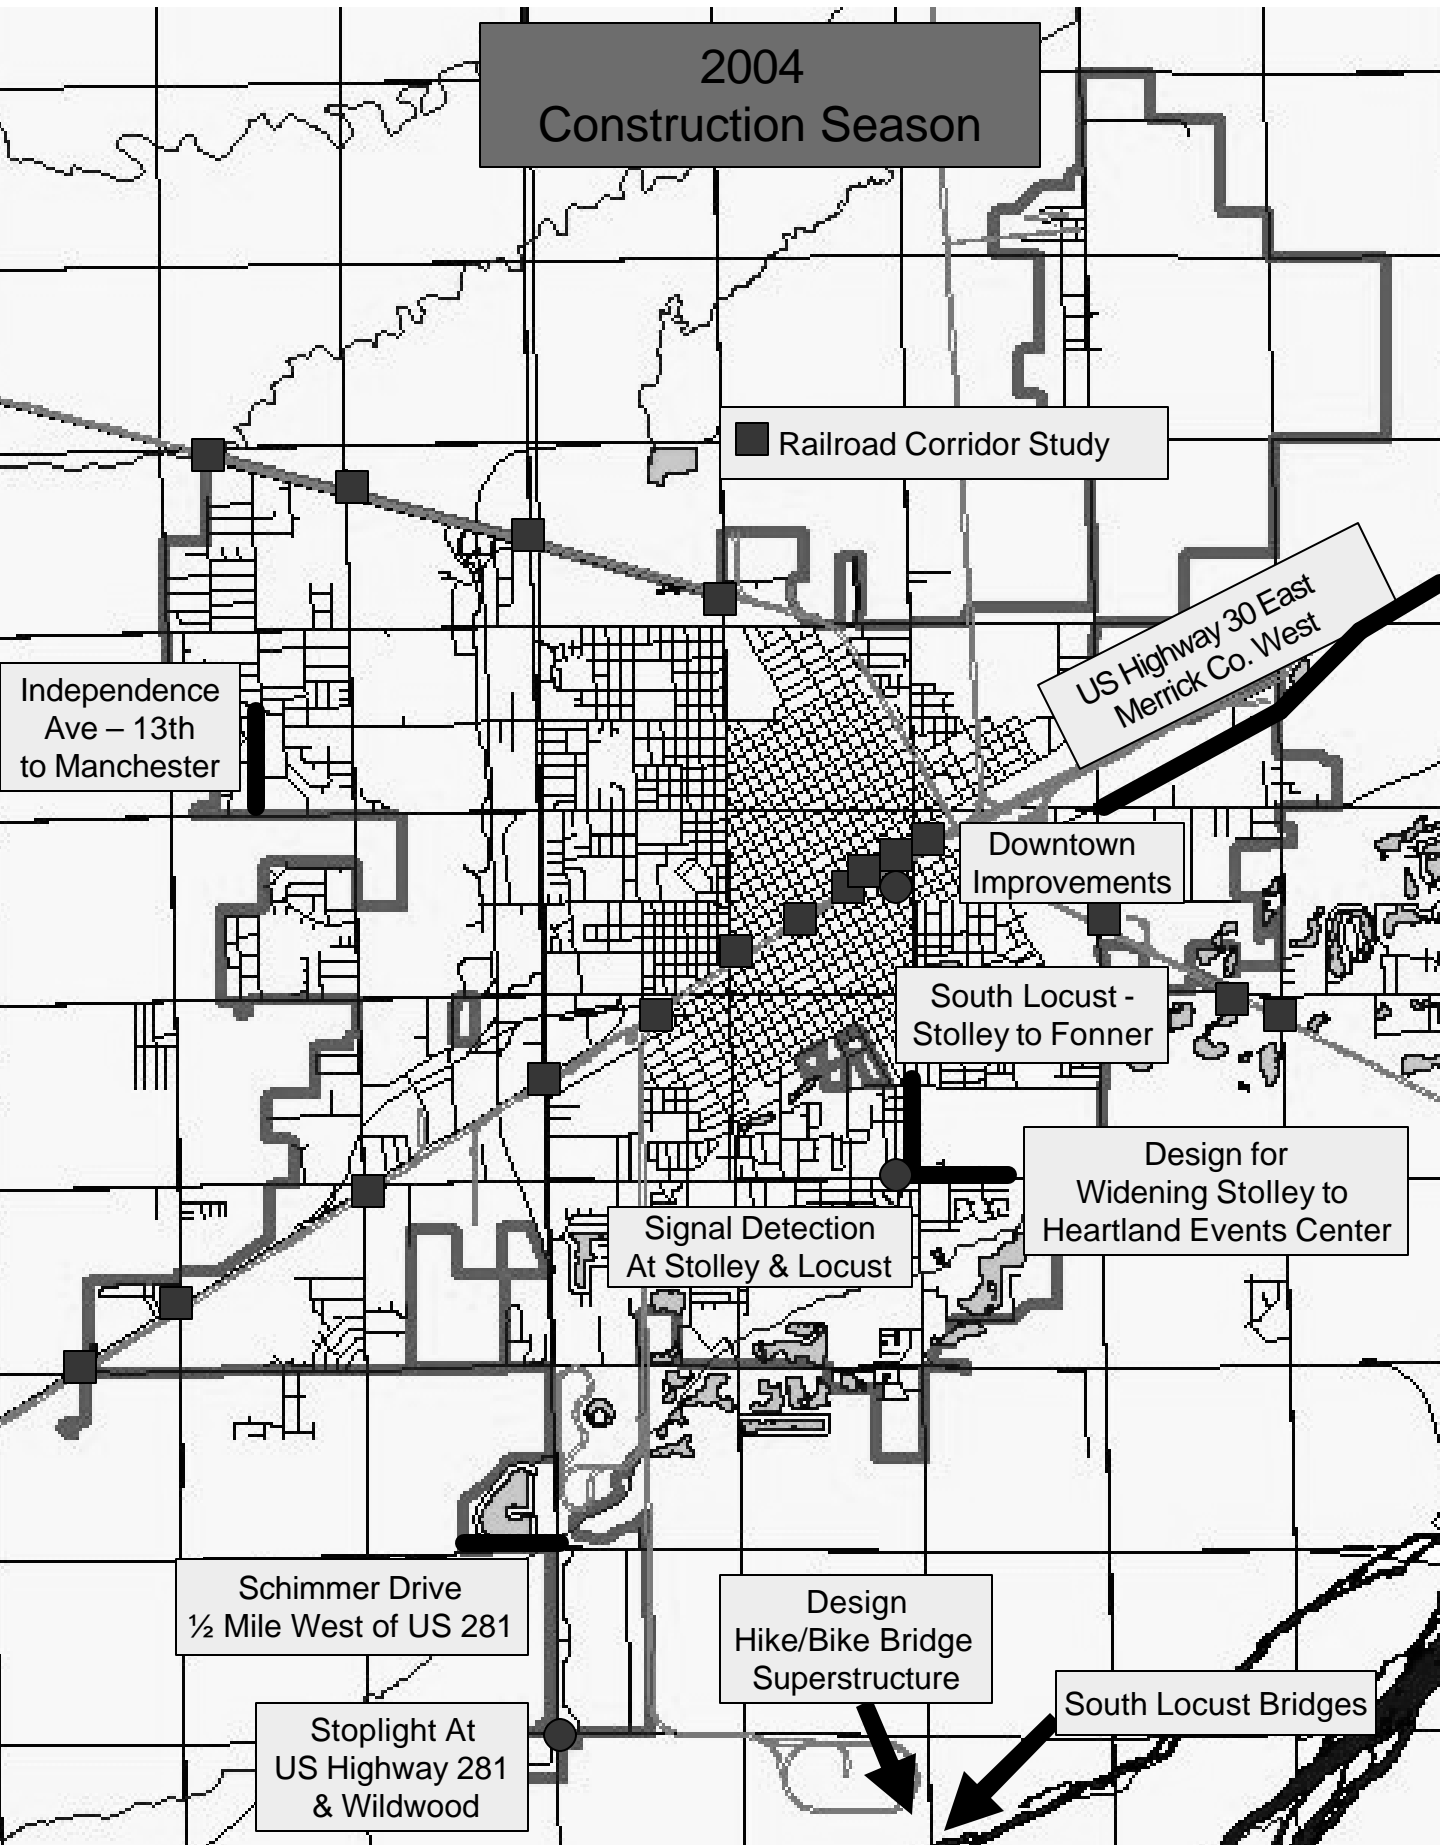 2004
Construction Season
Railroad Corridor Study
US Highway 30 East
Merrick Co. West
Independence
Ave – 13th
to Manchester
Downtown
Improvements
South Locust -
Stolley to Fonner
Design for
Widening Stolley to
Heartland Events Center
Signal Detection
At Stolley & Locust
Schimmer Drive
½ Mile West of US 281
Design
Hike/Bike Bridge
Superstructure
South Locust Bridges
Stoplight At
US Highway 281
& Wildwood